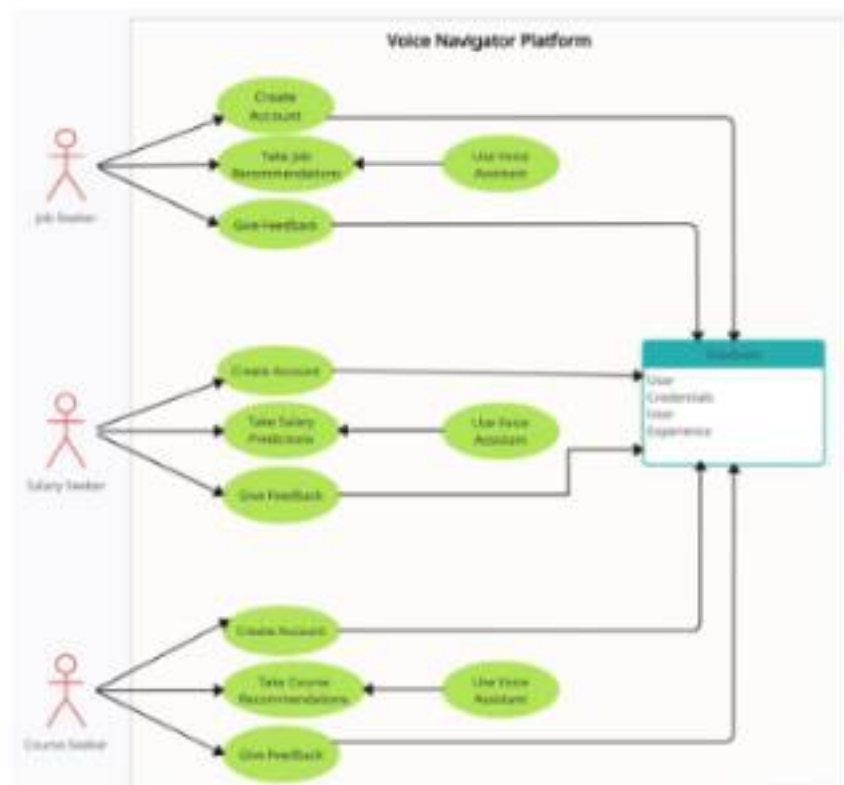 Voice Navigator Platform
Create
Account
Take Job
Recommendations
Use Voice
Assistant
Give Feedback
Job Seeker
Create Account
Take Salary
Predictions
Use Voice
Assistant
Give Feedback
Salary Seeker
User
Credentials
User
Experience
Create Account
Take Course
Recommendations
Use Voice
Assistant
Give Feedback
Course Seeker